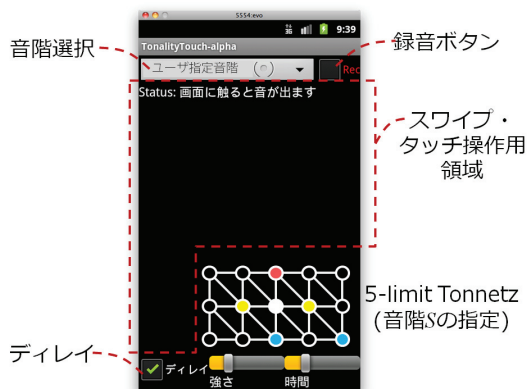 5554:evo
9:39
TonalityTouch-alpha
音階選択
ユーザ指定音階
録音ボタン
Rec
Status: 画面に触ると音が出ます
スワイプ・
タッチ操作用
領域
5-limit Tonnetz
(音階Sの指定)
ディレイ
ディレイ
強さ
時間